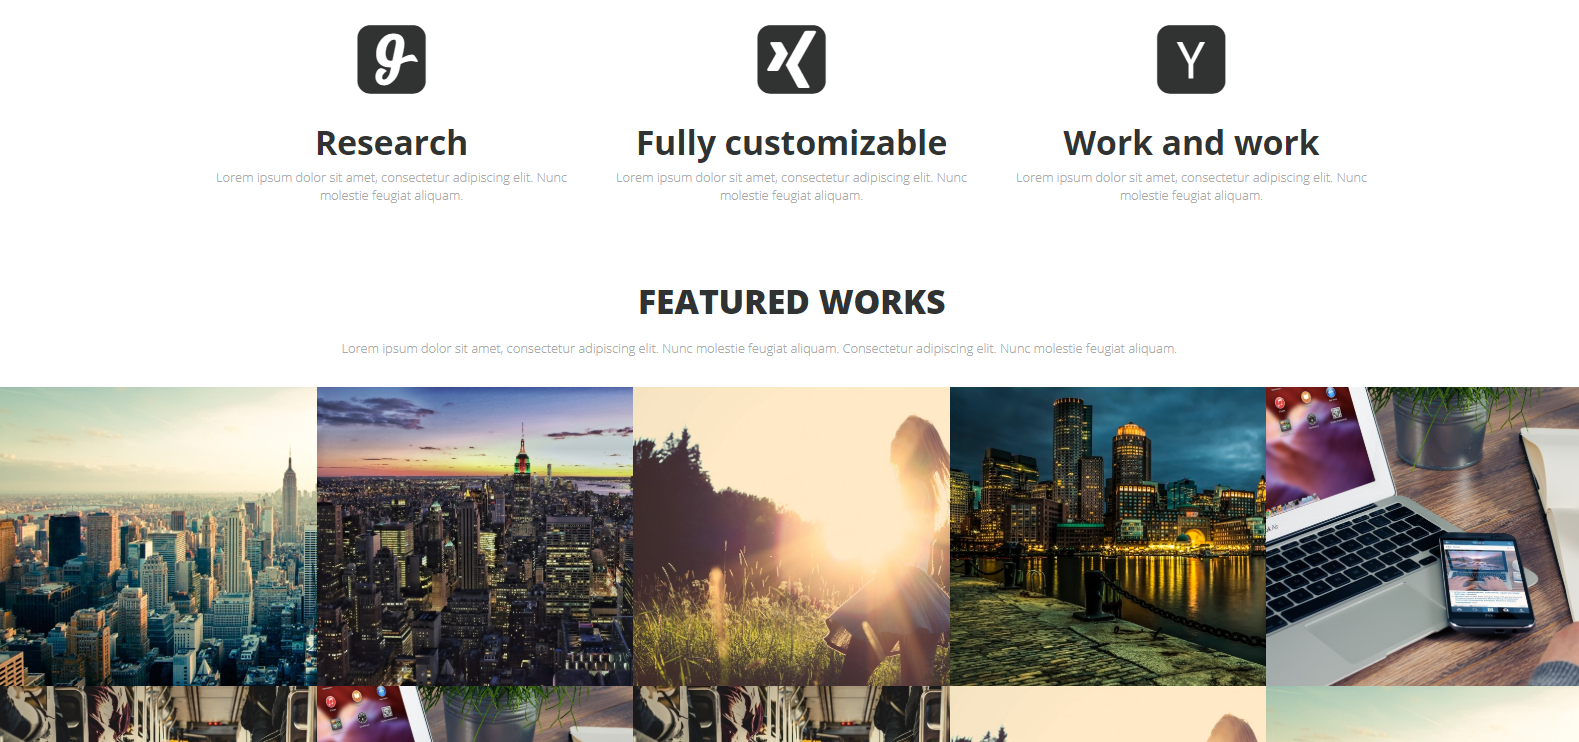 Research
Fully customizable
Work and work
Lorem ipsum dolor sit amet, consectetur adipiscing elit. Nunc
molestie feugiat aliquam.
Lorem ipsum dolor sit amet, consectetur adipiscing elit. Nunc
molestie feugiat aliquam.
Lorem ipsum dolor sit amet, consectetur adipiscing elit. Nunc
molestie feugiat aliquam.
FEATURED WORKS
Lorem ipsum dolor sit amet, consectetur adipiscing elit. Nunc molestie feugiat aliquam. Consectetur adipiscing elit. Nunc molestie feugiat aliquam.